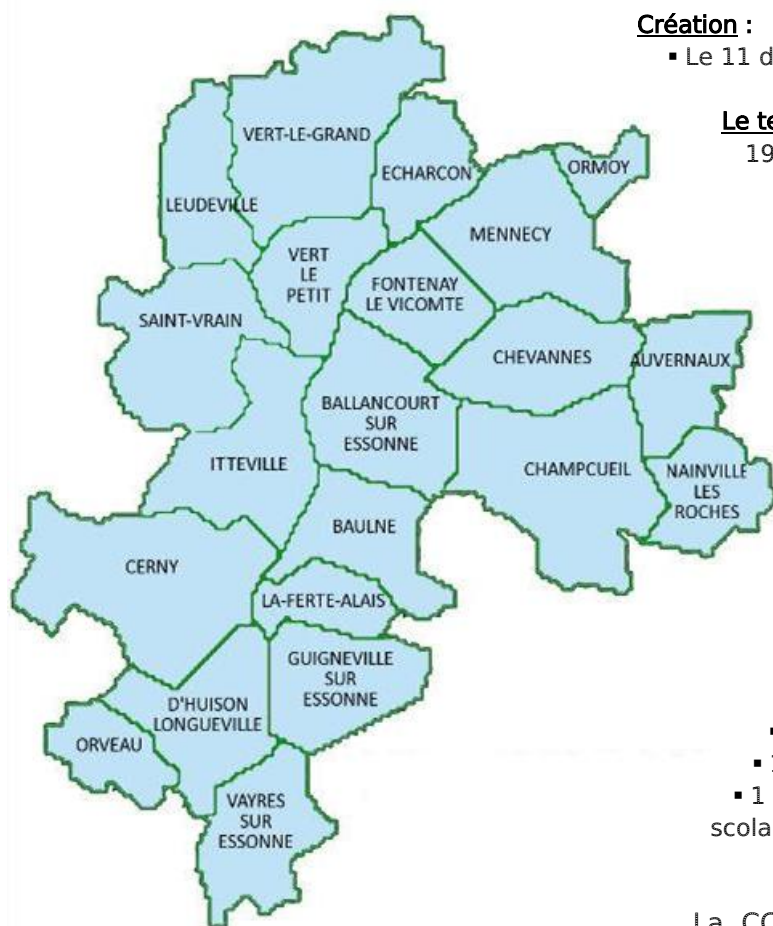 Création :
▪ Le 11 d
Le te
19
VERT-LE-GRAND
ECHARCON
ORMOY
LEUDEVILLE
MENNECY
VERT
LE
PETIT
FONTENAY
LE VICOMTE
SAINT-VRAIN
CHEVANNES
AUVERNAUX
BALLANCOURT
SUR
ESSONNE
ITTEVILLE
CHAMPCUEIL
NAINVILLE
LES
ROCHES
BAULNE
CERNY
LA-FERTE-ALAIS
GUIGNEVILLE
SUR
ESSONNE
D'HUISON
LONGUEVILLE
ORVEAU
VAYRES
SUR
ESSONNE
▪ 1
scola
La CC